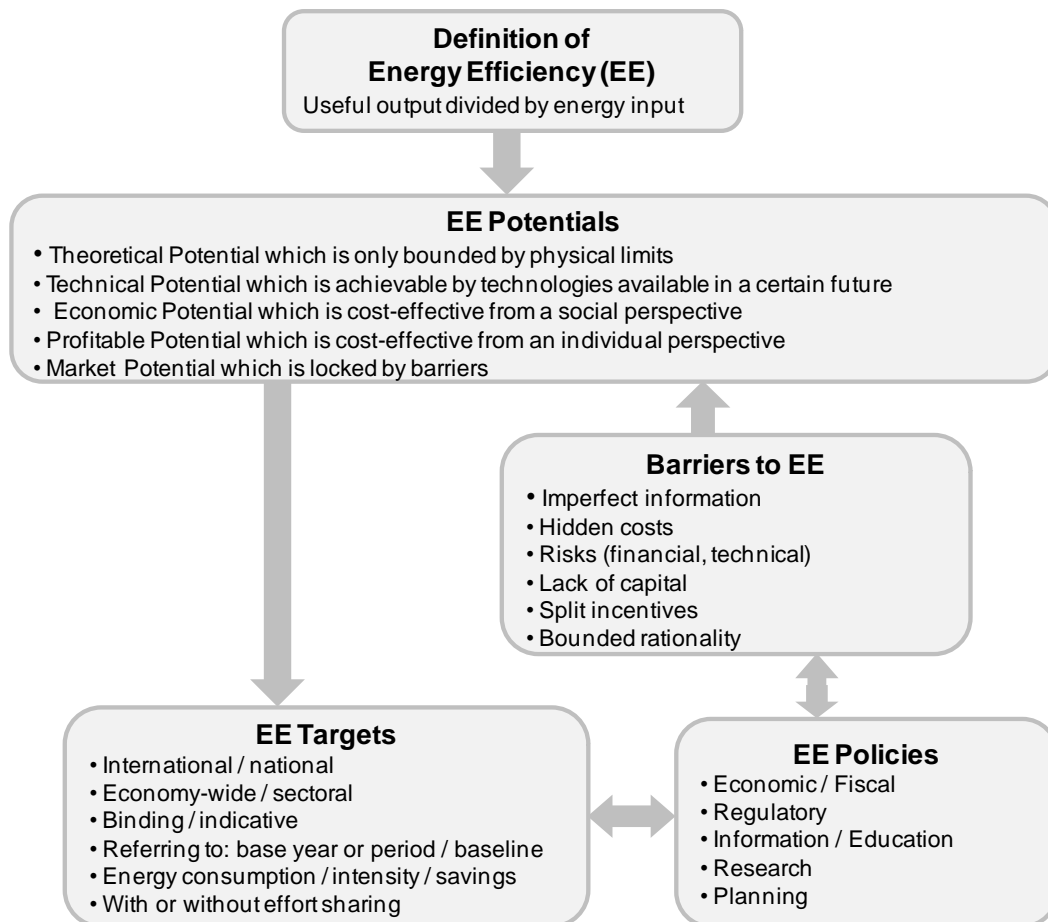 Definition of
Energy Efficiency (EE)
Useful output divided by energy input
EE Potentials
• Theoretical Potential which is only bounded by physical limits
• Technical Potential which is achievable by technologies available in a certain future
• Economic Potential which is cost-effective from a social perspective
• Profitable Potential which is cost-effective from an individual perspective
• Market Potential which is locked by barriers
Barriers to EE
• Imperfect information
• Hidden costs
• Risks (financial, technical)
• Lack of capital
• Split incentives
• Bounded rationality
EE Targets
• International / national
• Economy-wide / sectoral
• Binding / indicative
• Referring to: base year or period / baseline
• Energy consumption / intensity / savings
• With or without effort sharing
EE Policies
• Economic / Fiscal
• Regulatory
• Information / Education
• Research
• Planning